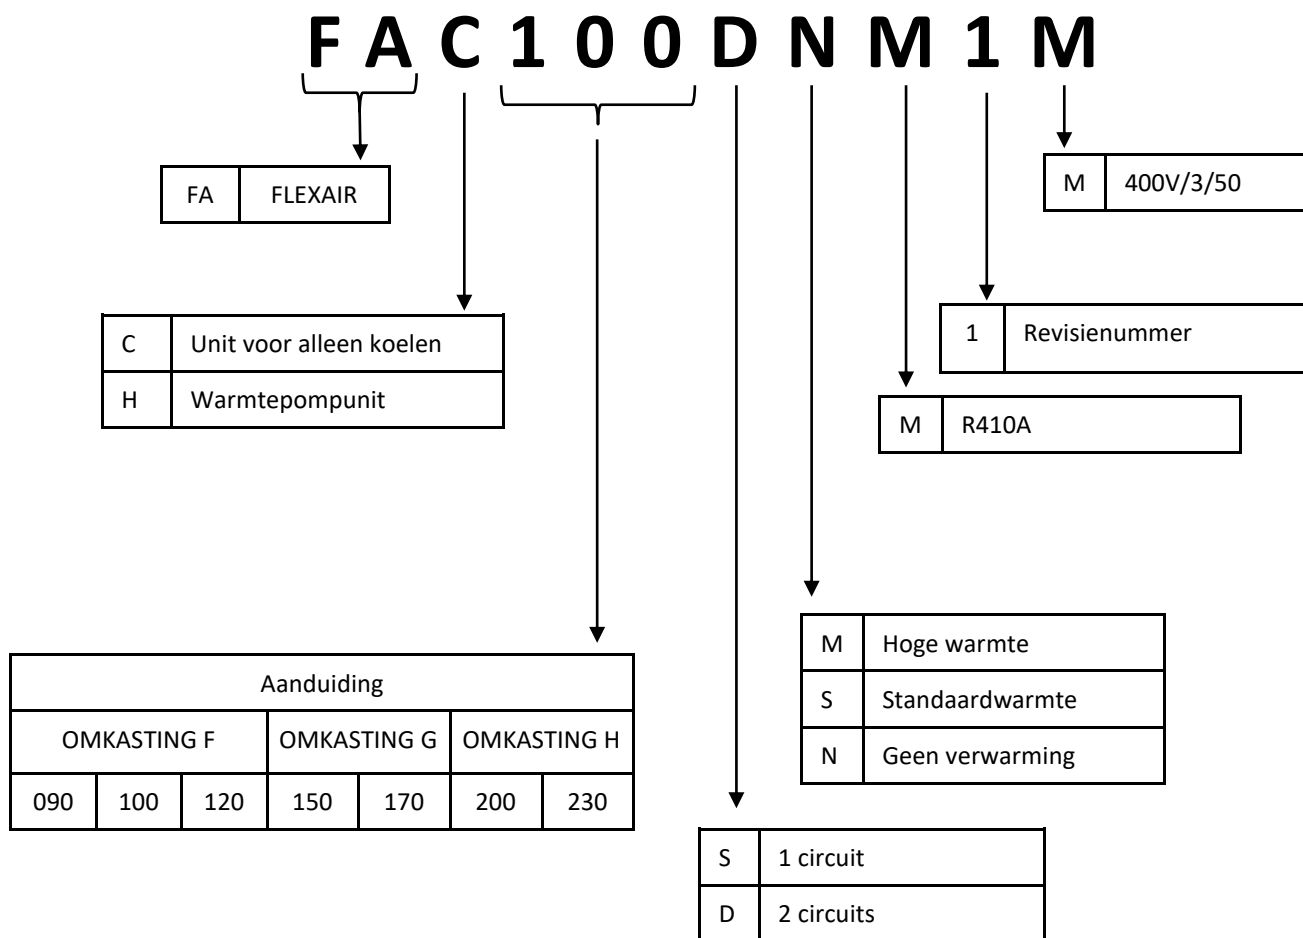 F A C 1 0 0 D N M 1 M
M 400V/3/50
FA FLEXAIR
1 Revisienummer
C Unit voor alleen koelen
H Warmtepompunit
M R410A
M Hoge warmte
S Standaardwarmte
N Geen verwarming
Aanduiding
OMKASTING F OMKASTING G OMKASTING H
090 100 120 150 170 200 230
S 1 circuit
D 2 circuits